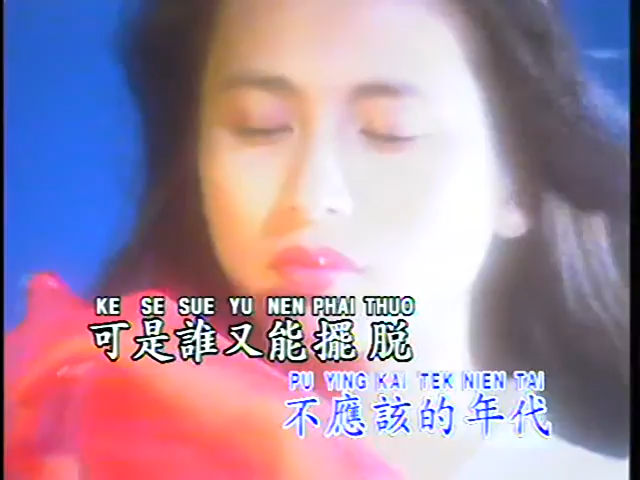 KE SE SUE YU NEN PHAI THUO
可是誰又能擺脫
PU YING KAI TEK NIEN TAI
不應該的年代